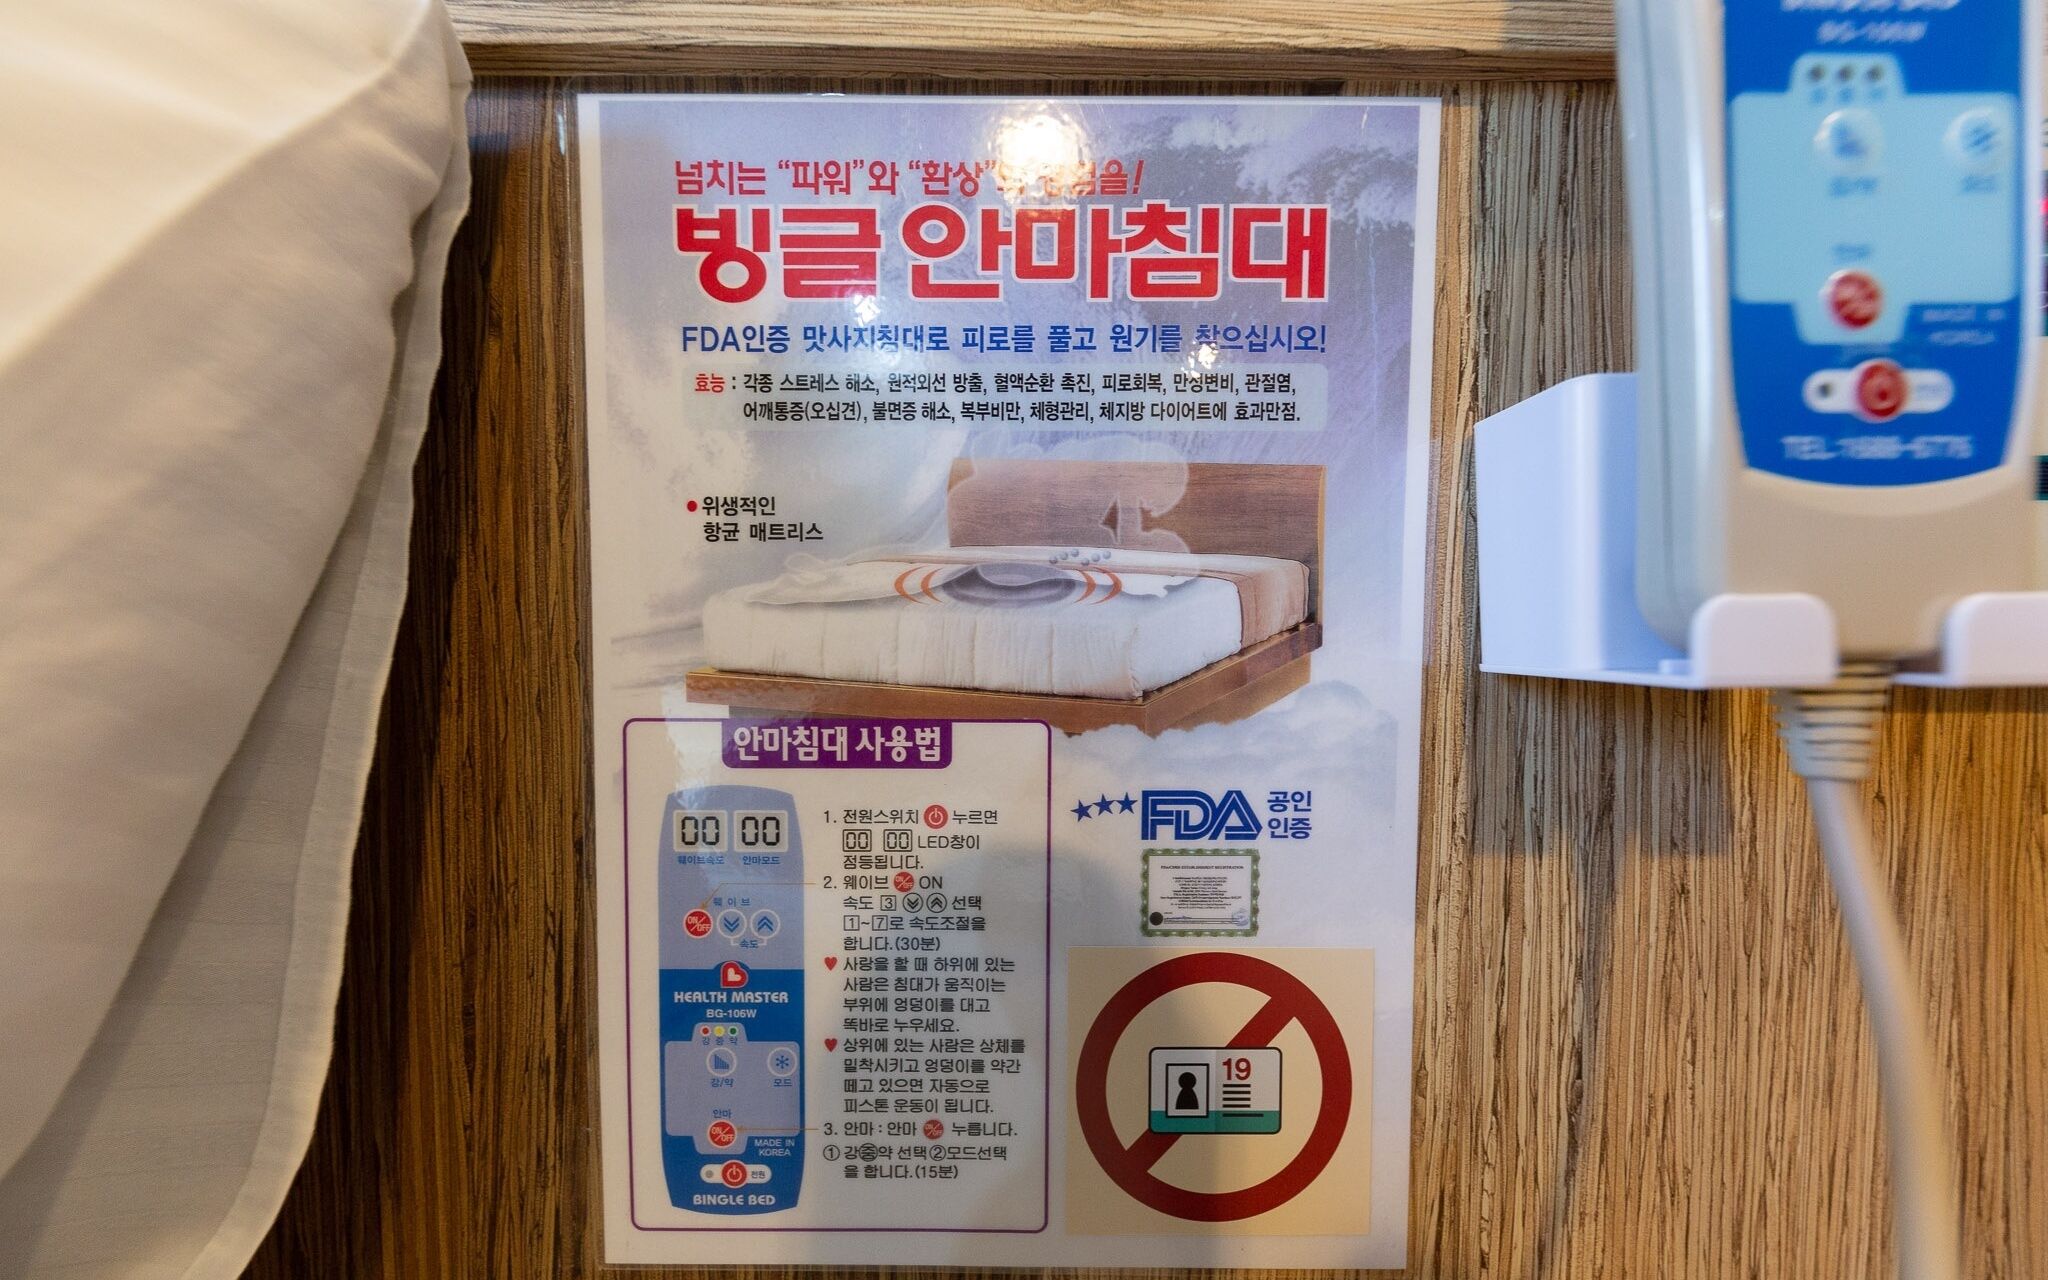 넘치는 "파워"와 "환상"
빙글 안마침대
FDA인증 맛사지침대로 피로를 풀고 원기를 찾으십시오!
효능 : 각종 스트레스 해소, 원적외선 방출, 혈액순환 촉진, 피로회복, 만성변비, 관절염,
어깨통증(오십견), 불면증 해소, 복부비만, 체형관리, 체지방 다이어트에 효과만점.
• 위생적인
항균 매트리스
안마침대 사용법
00 00
웨이브속도 안마모드
웨이브
ON/OFF
속도
HEALTH MASTER
BG-106W
강 중 약
강/약 모드
안마
ON/OFF
MADE IN
KOREA
전원
BINGLE BED
1. 전원스위치 누르면
00 00 LED창이
점등됩니다.
2. 웨이브 ON/OFF ON
속도 3 선택
1~7로 속도조절을
합니다.(30분)
♥ 사랑을 할 때 하위에 있는
사람은 침대가 움직이는
부위에 엉덩이를 대고
똑바로 누우세요.
♥ 상위에 있는 사람은 상체를
밀착시키고 엉덩이를 약간
떼고 있으면 자동으로
피스톤 운동이 됩니다.
3. 안마 : 안마 ON/OFF 누릅니다.
① 강중약 선택 ②모드선택
을 합니다.(15분)
★★★FDA 공인
인증
19
BG-106W
MADE IN
KOREA